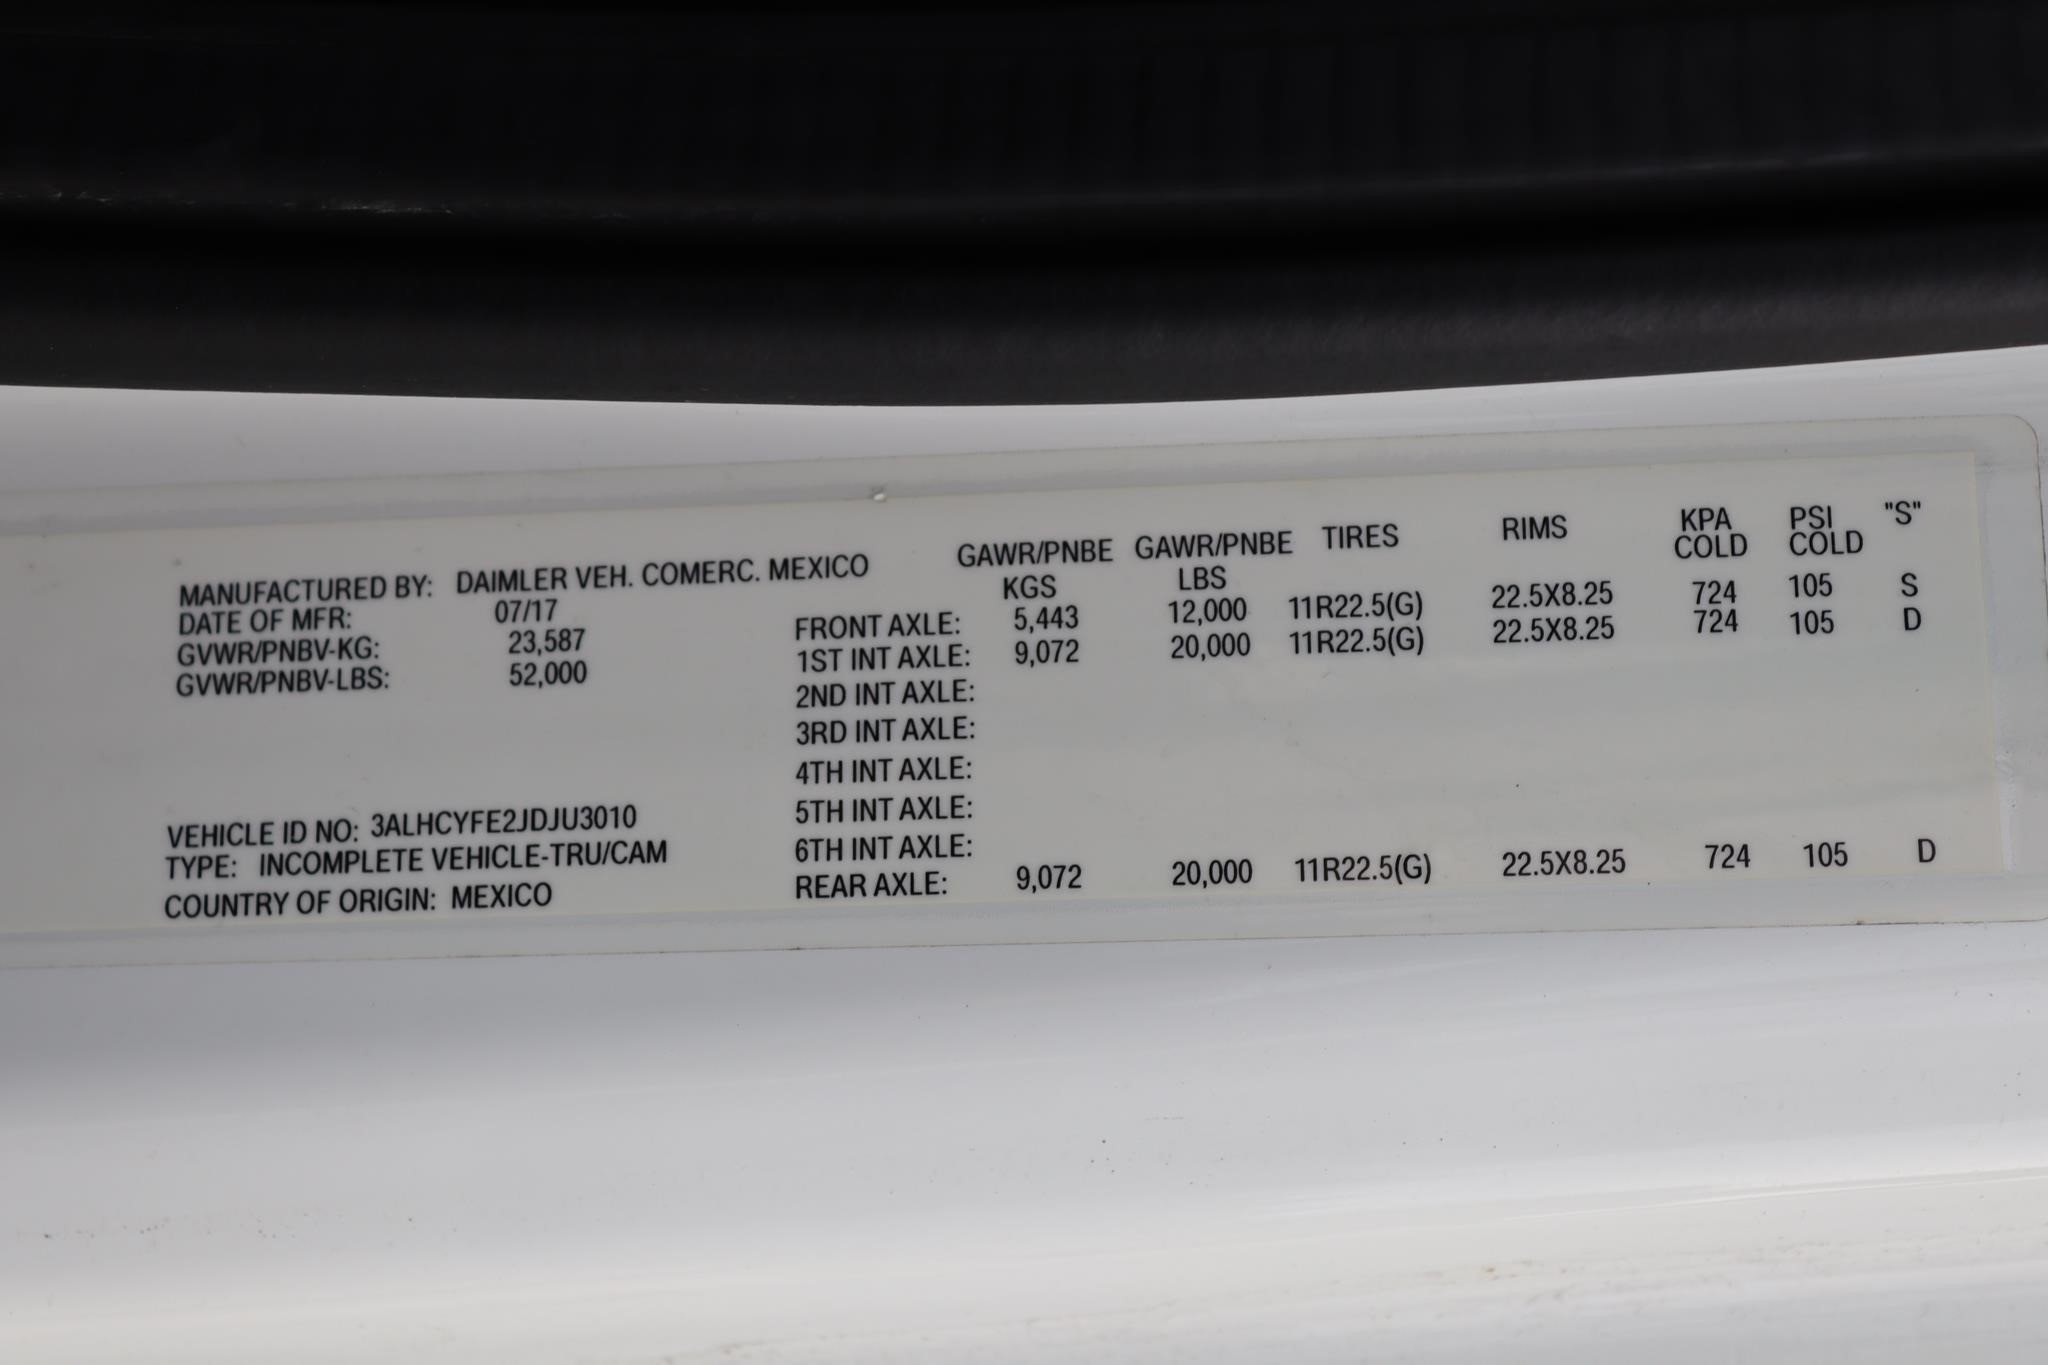 MANUFACTURED BY: DAIMLER VEH. COMERC. MEXICO
DATE OF MFR: 07/17
GVWR/PNBV-KG: 23,587
GVWR/PNBV-LBS: 52,000
VEHICLE ID NO: 3ALHCYFE2JDJU3010
TYPE: INCOMPLETE VEHICLE-TRU/CAM
COUNTRY OF ORIGIN: MEXICO
GAWR/PNBE GAWR/PNBE TIRES RIMS KPA PSI "S"
KGS LBS COLD COLD
FRONT AXLE: 5,443 12,000 11R22.5(G) 22.5X8.25 724 105 S
1ST INT AXLE: 9,072 20,000 11R22.5(G) 22.5X8.25 724 105 D
2ND INT AXLE:
3RD INT AXLE:
4TH INT AXLE:
5TH INT AXLE:
6TH INT AXLE:
REAR AXLE: 9,072 20,000 11R22.5(G) 22.5X8.25 724 105 D